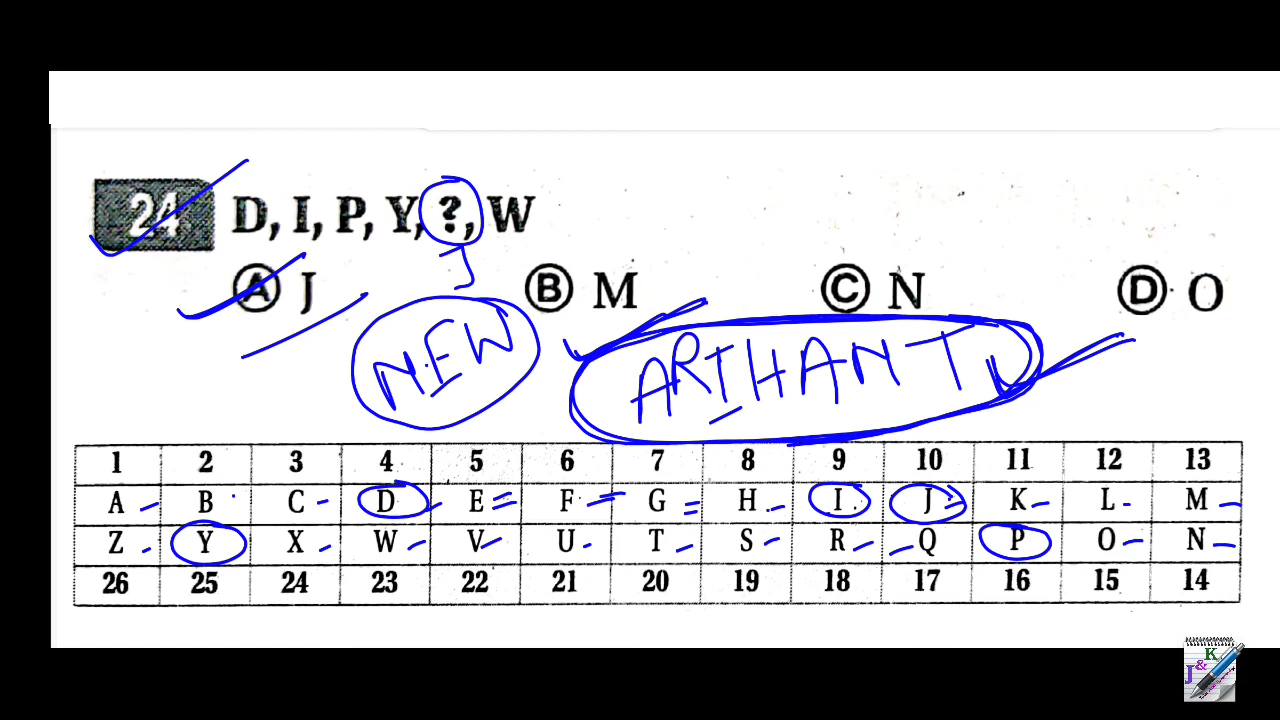 24 D, I, P, Y, ?, W
A J B M C N D O
J
NEW
ARIHANT
1 2 3 4 5 6 7 8 9 10 11 12 13
A B C D E F G H I J K L M
Z Y X W V U T S R Q P O N
26 25 24 23 22 21 20 19 18 17 16 15 14
J & K